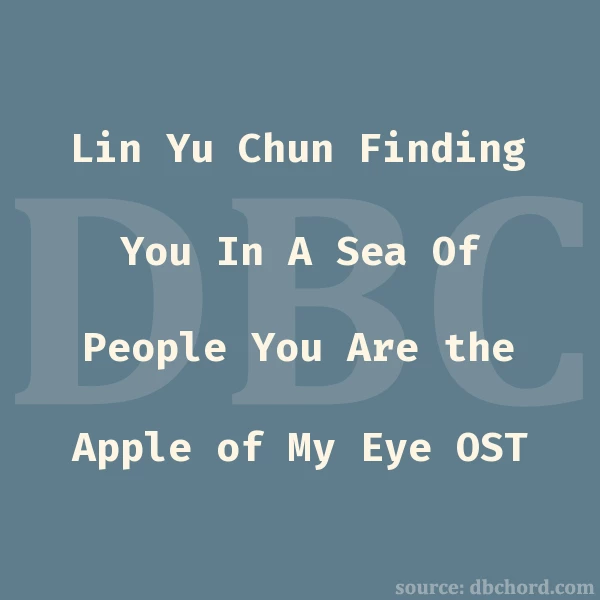 Lin Yu Chun Finding
You In A Sea Of
People You Are the
Apple of My Eye OST
DBC
source: dbchord.com